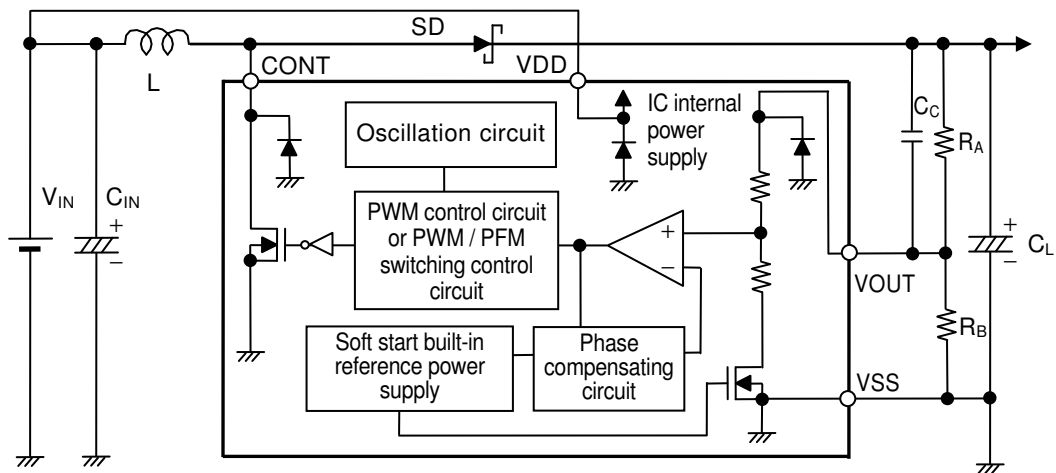 SD
L
CONT
VDD
Oscillation circuit
IC internal
power
supply
CC
RA
VIN
CIN
+
−
PWM control circuit
or PWM / PFM
switching control
circuit
+
−
+
−
CL
VOUT
RB
Soft start built-in
reference power
supply
Phase
compensating
circuit
VSS